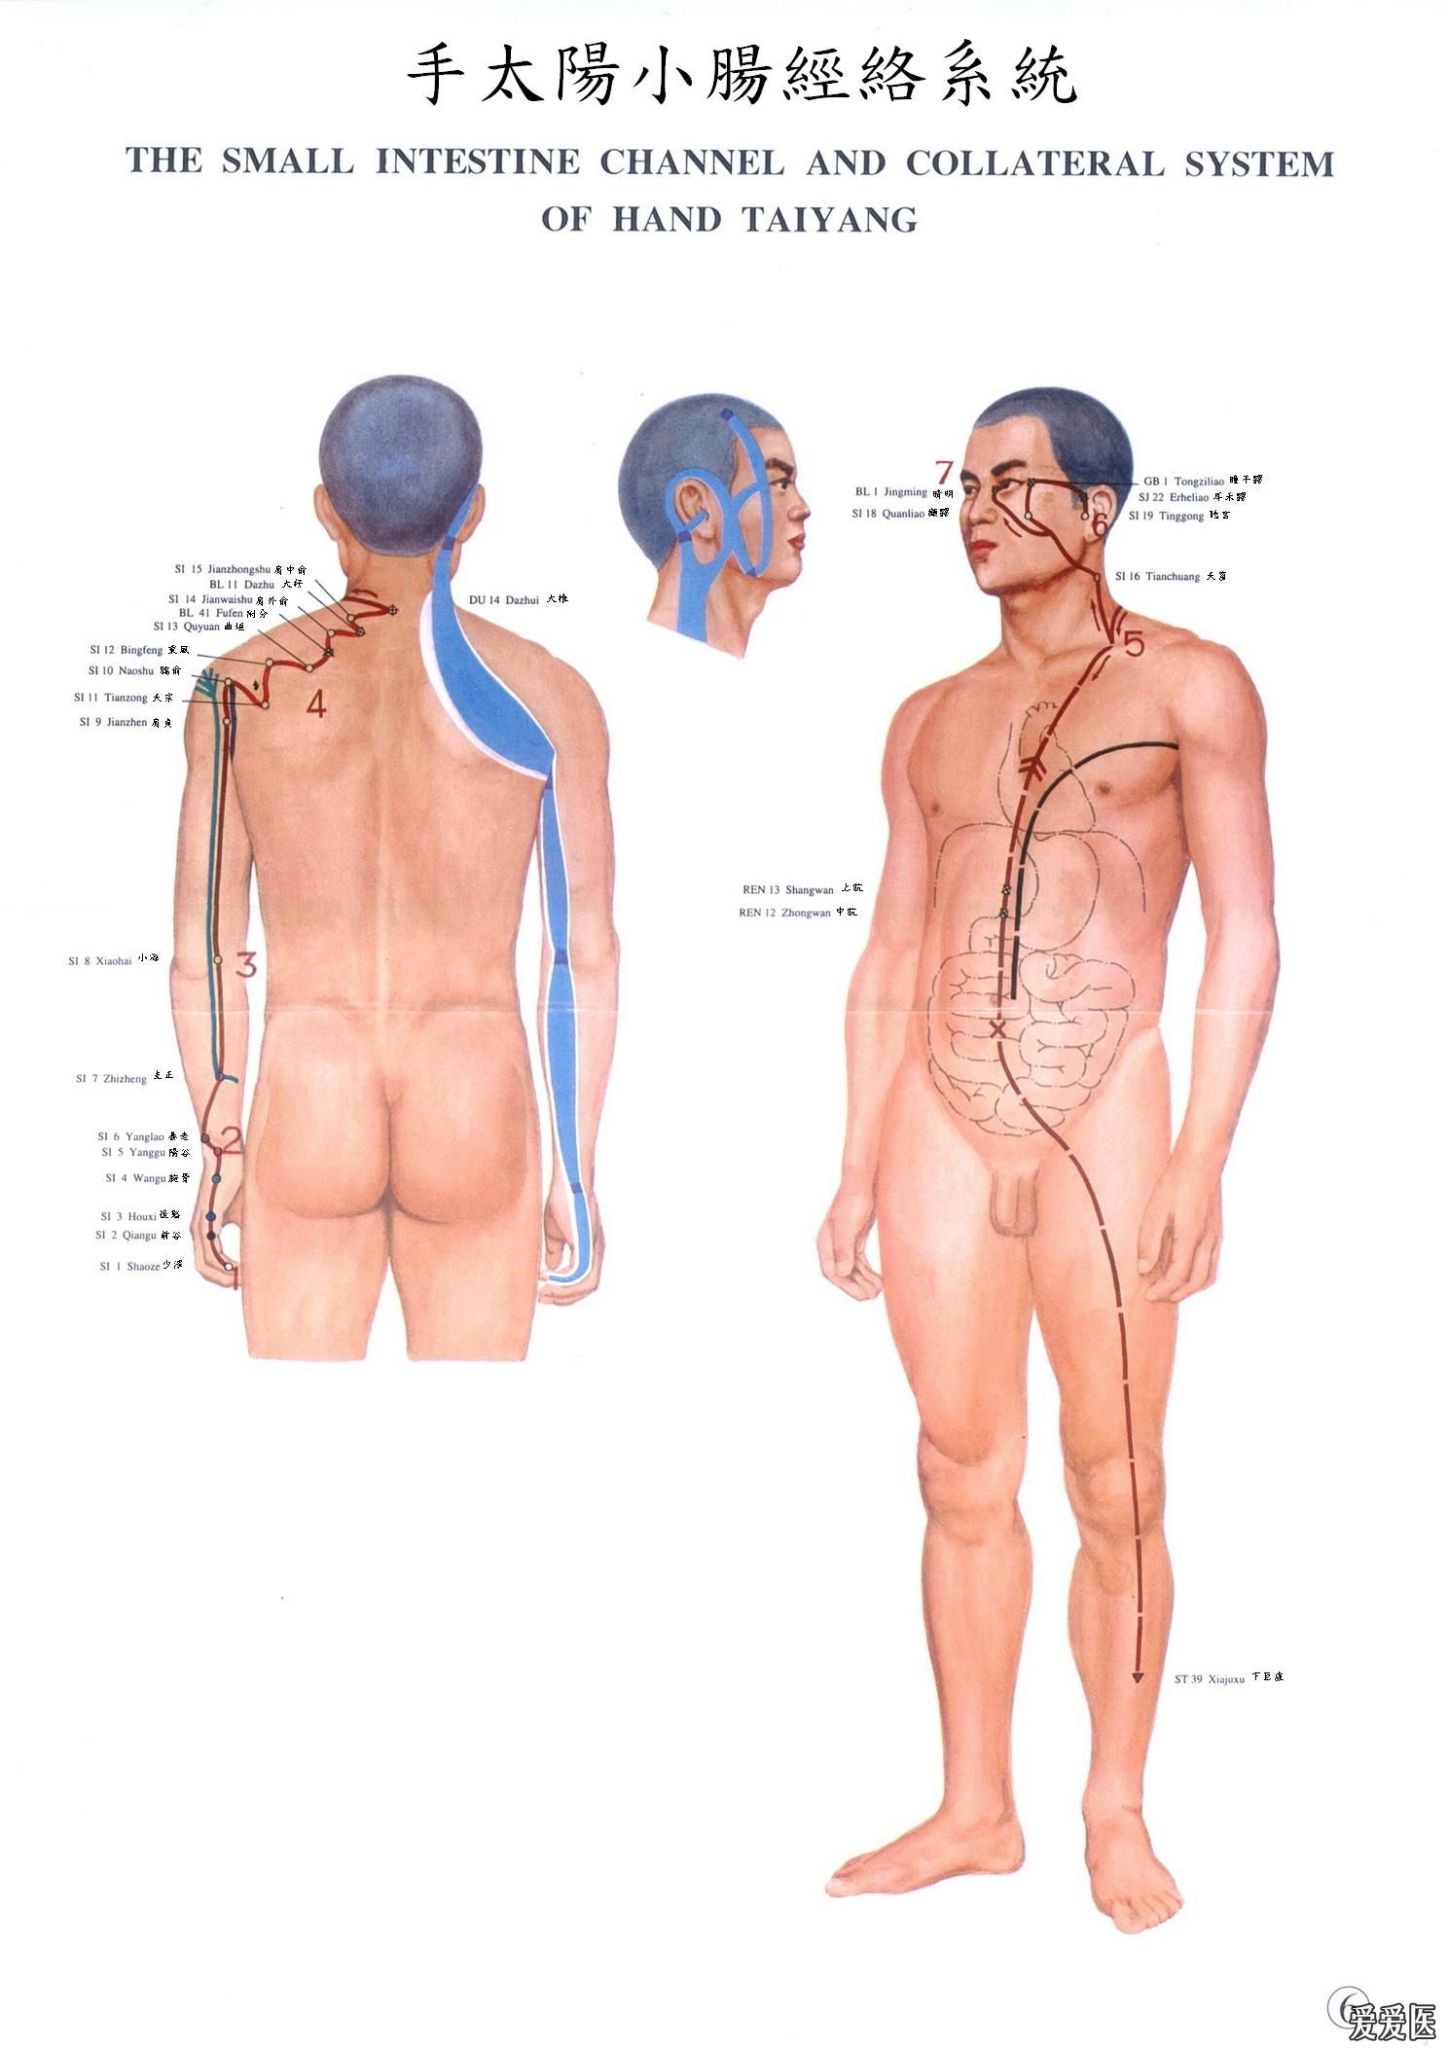 手太陽小腸經絡系統
THE SMALL INTESTINE CHANNEL AND COLLATERAL SYSTEM
OF HAND TAIYANG
SI 15 Jianzhongshu 肩中俞
BL 11 Dazhu 大杼
SI 14 Jianwaishu 肩外俞
BL 41 Fufen 附分
SI 13 Quyuan 曲垣
SI 12 Bingfeng 秉風
SI 10 Naoshu 臑俞
SI 11 Tianzong 天宗
SI 9 Jianzhen 肩貞
4
DU 14 Dazhui 大椎
SI 8 Xiaohai 小海
3
SI 7 Zhizheng 支正
SI 6 Yanglao 養老
SI 5 Yanggu 陽谷
2
SI 4 Wangu 腕骨
SI 3 Houxi 後谿
SI 2 Qiangu 前谷
SI 1 Shaoze 少澤
1
7
BL 1 Jingming 睛明
SI 18 Quanliao 顴髎
GB 1 Tongziliao 瞳子髎
SJ 22 Erheliao 耳禾髎
SI 19 Tinggong 聽宮
6
SI 16 Tianchuang 天窗
5
REN 13 Shangwan 上脘
REN 12 Zhongwan 中脘
ST 39 Xiajuxu 下巨虛
6
爱爱医